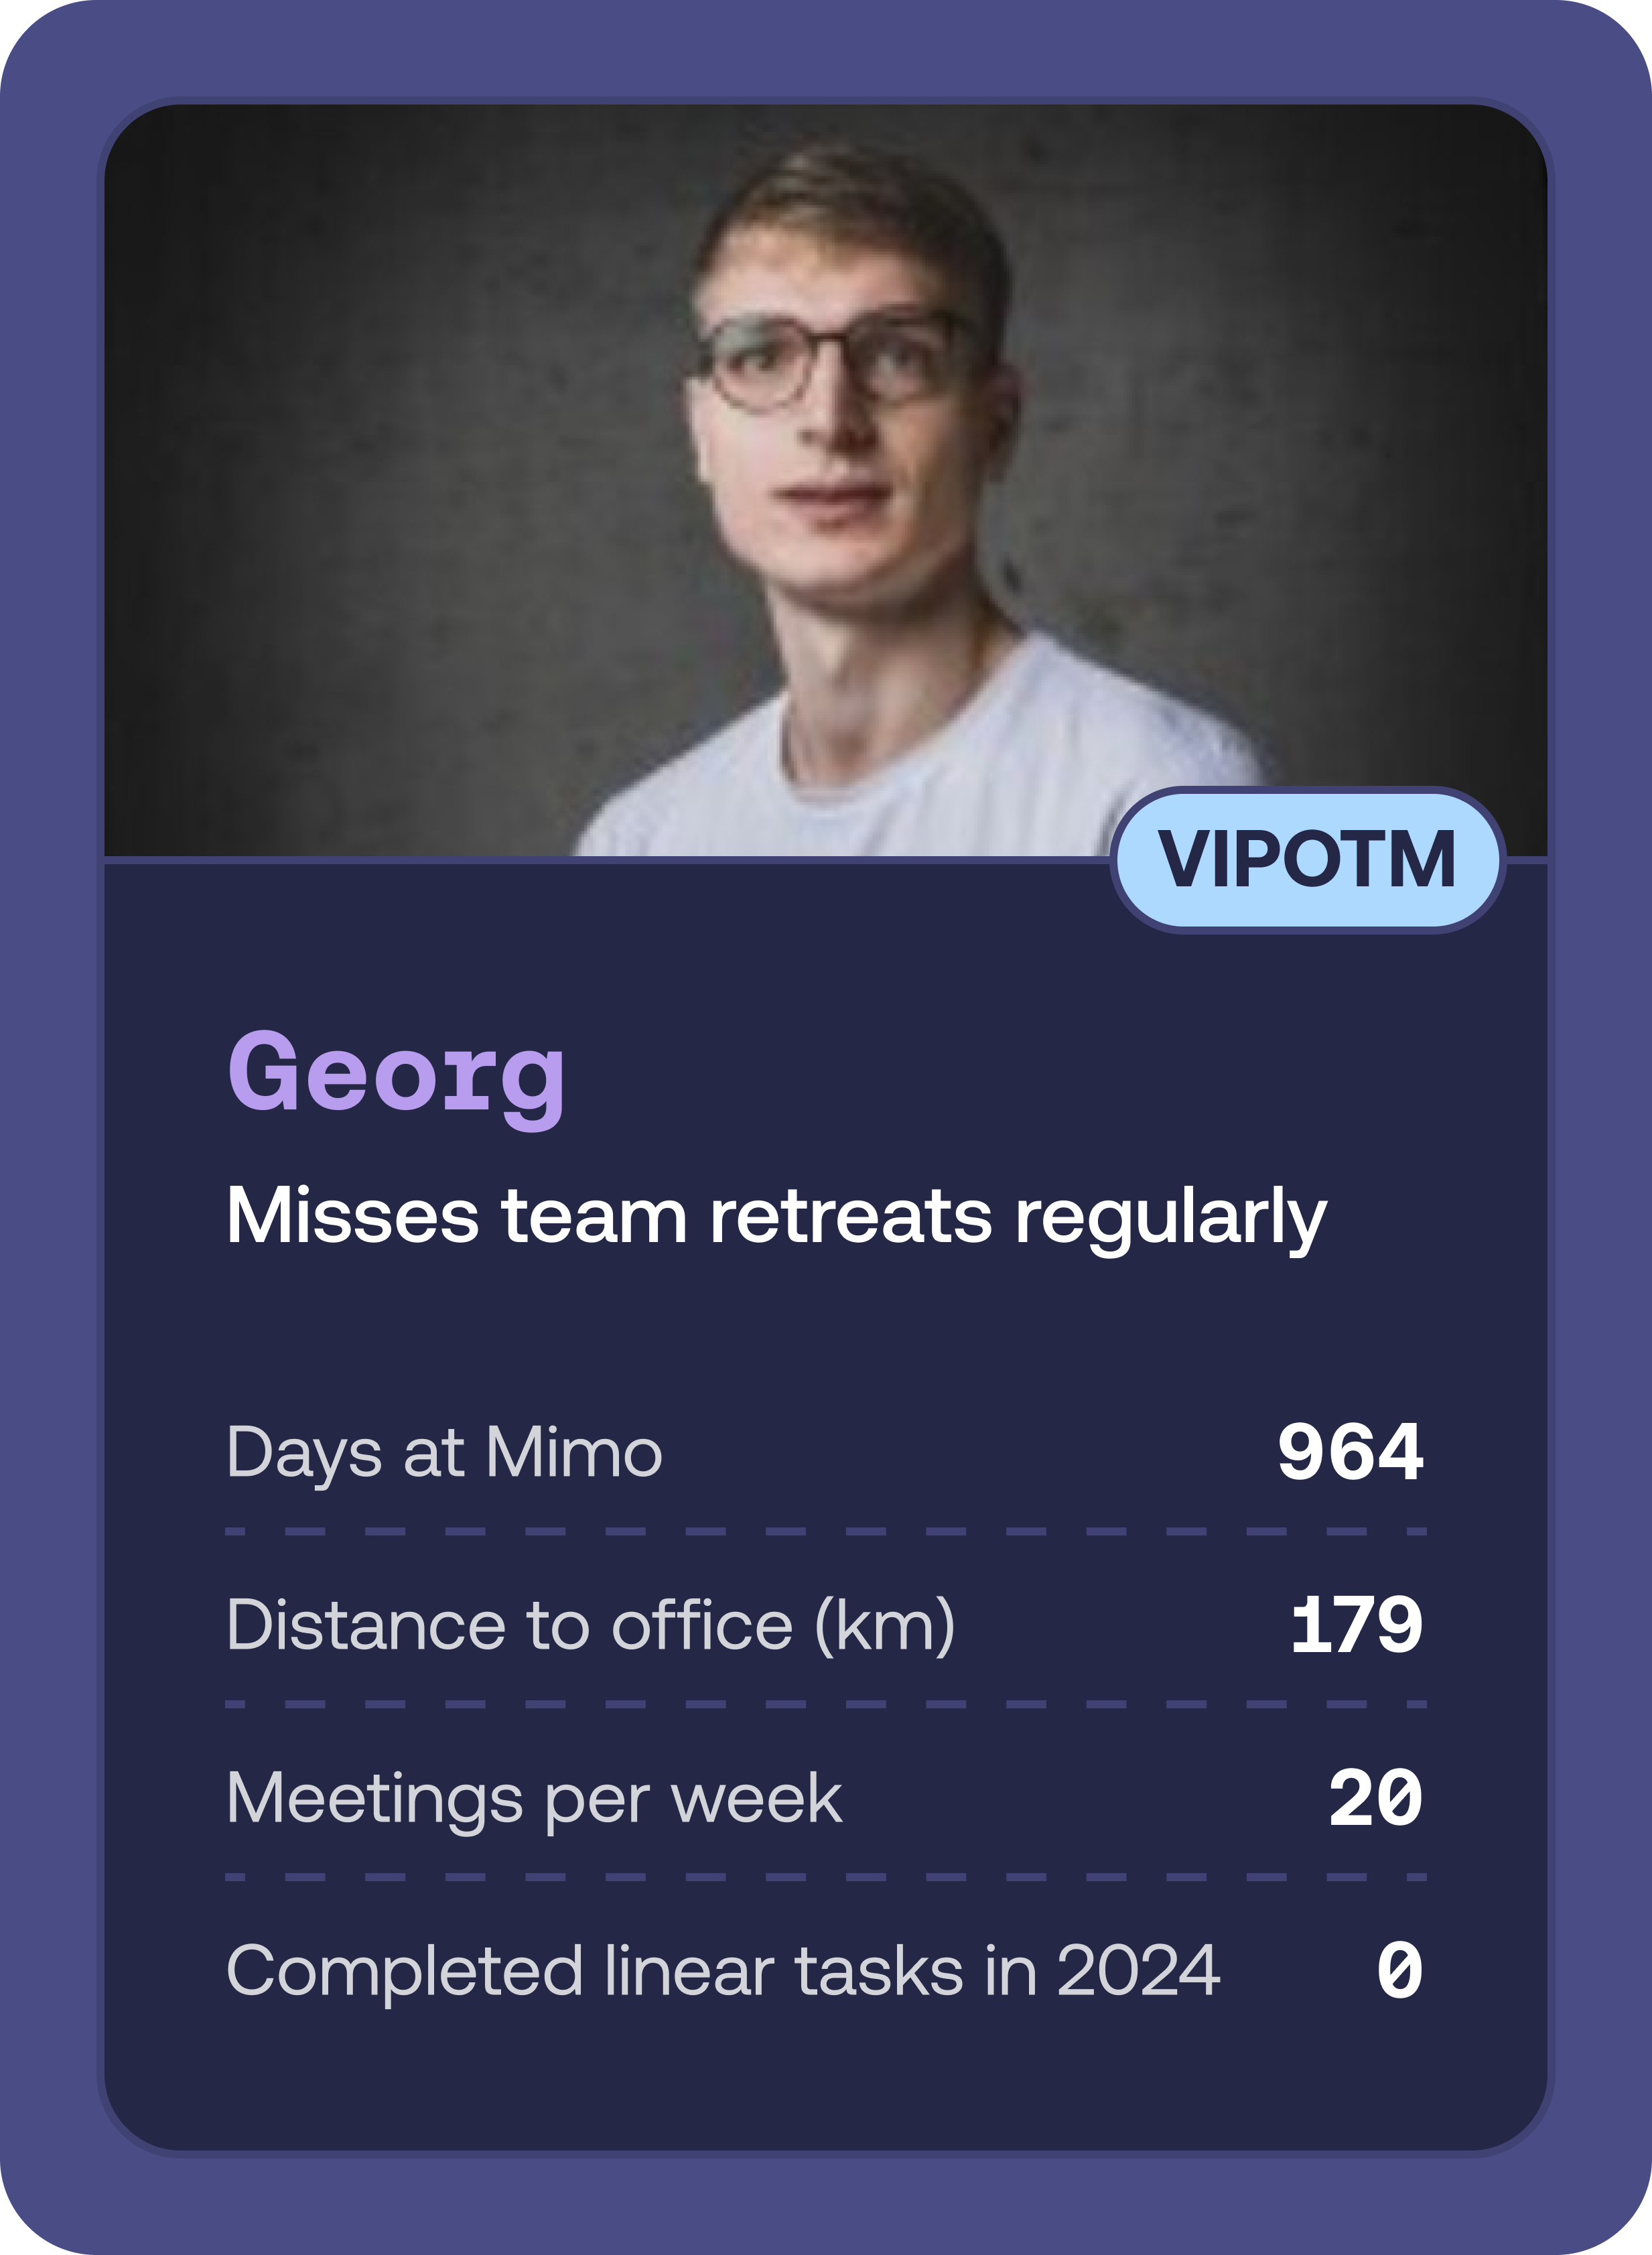 VIPOTM
Georg
Misses team retreats regularly
Days at Mimo 964
Distance to office (km) 179
Meetings per week 20
Completed linear tasks in 2024 0